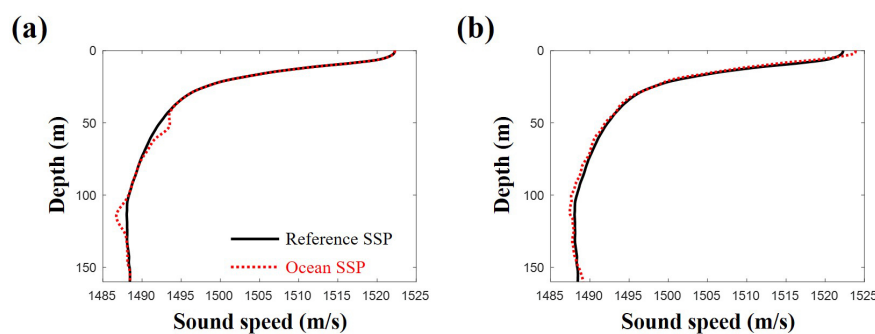 (a)
0
50
100
150
Depth (m)
Reference SSP
Ocean SSP
1485 1490 1495 1500 1505 1510 1515 1520 1525
Sound speed (m/s)
(b)
0
50
100
150
Depth (m)
1485 1490 1495 1500 1505 1510 1515 1520 1525
Sound speed (m/s)